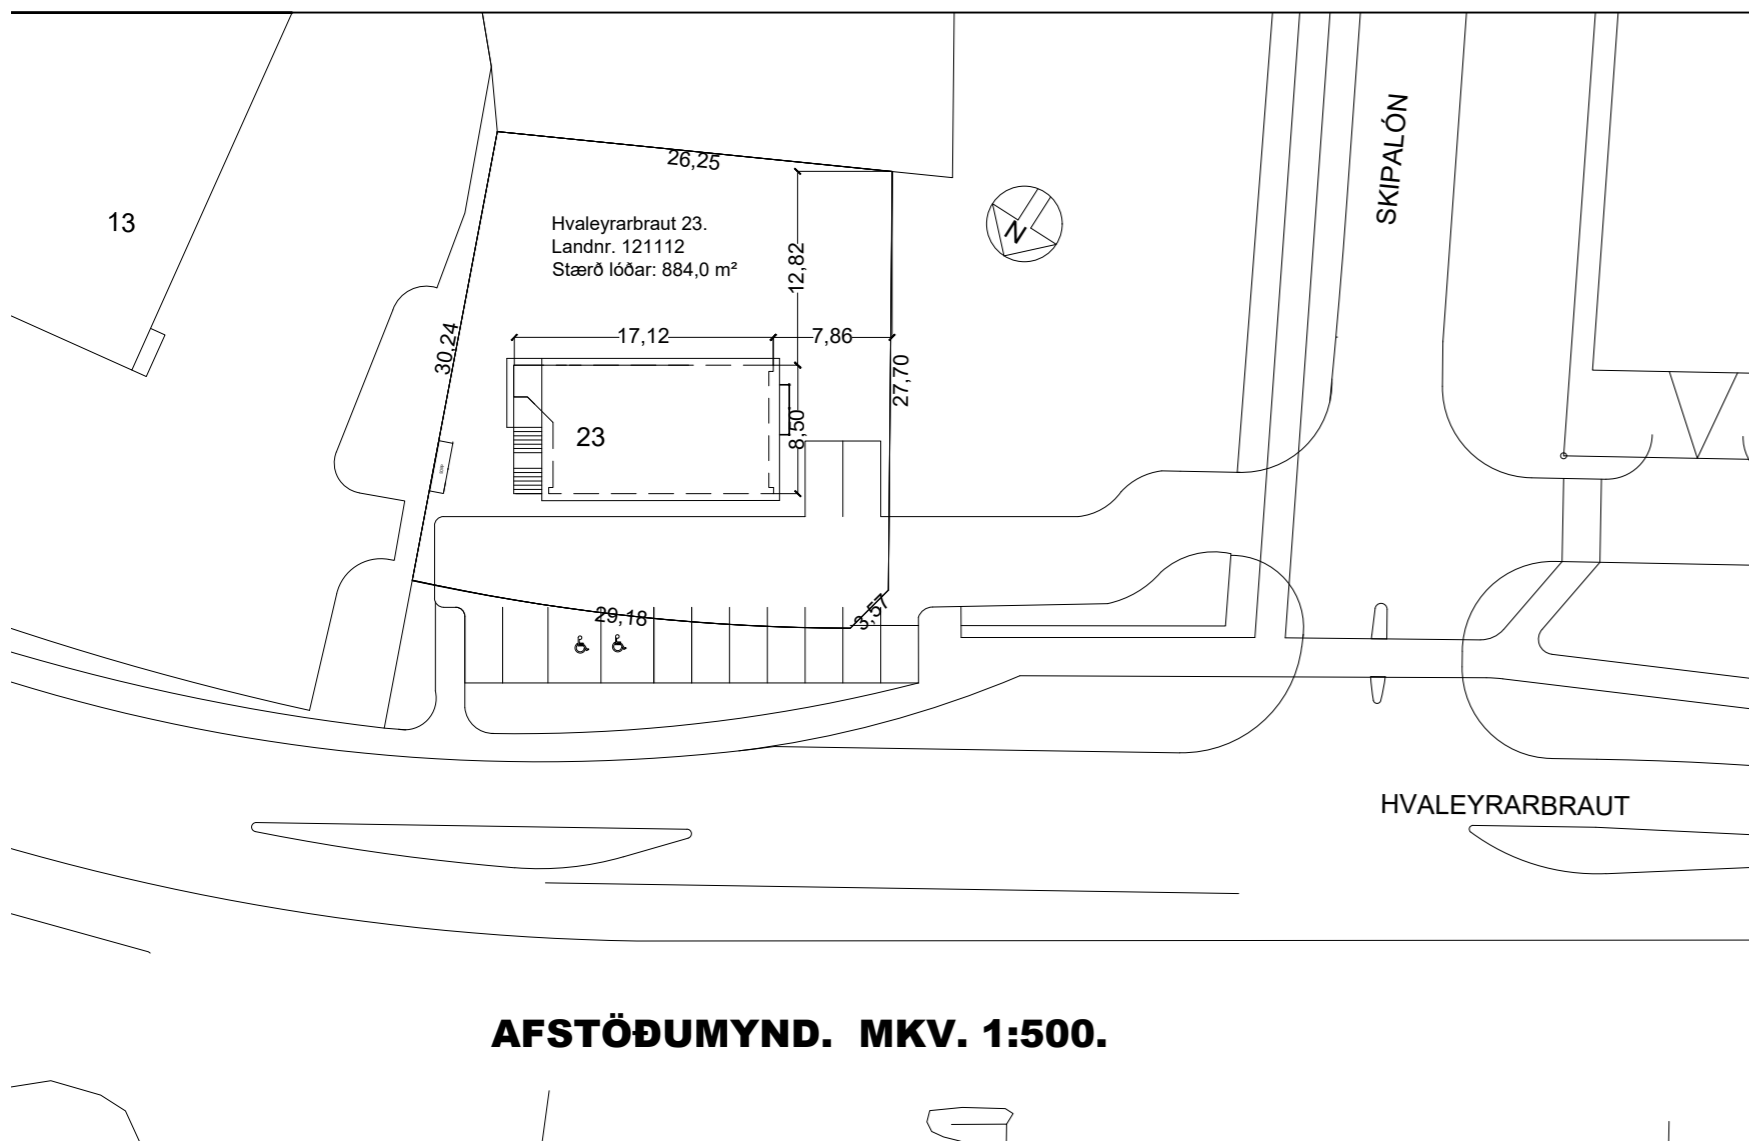 SKIPALÓN
13
26,25
Hvaleyrarbraut 23.
Landnr. 121112
Stærð lóðar: 884,0 m²
N
12,82
30,24
17,12
7,86
27,70
8,50
23
29,18
3,57
HVALEYRARBRAUT
AFSTÖÐUMYND. MKV. 1:500.